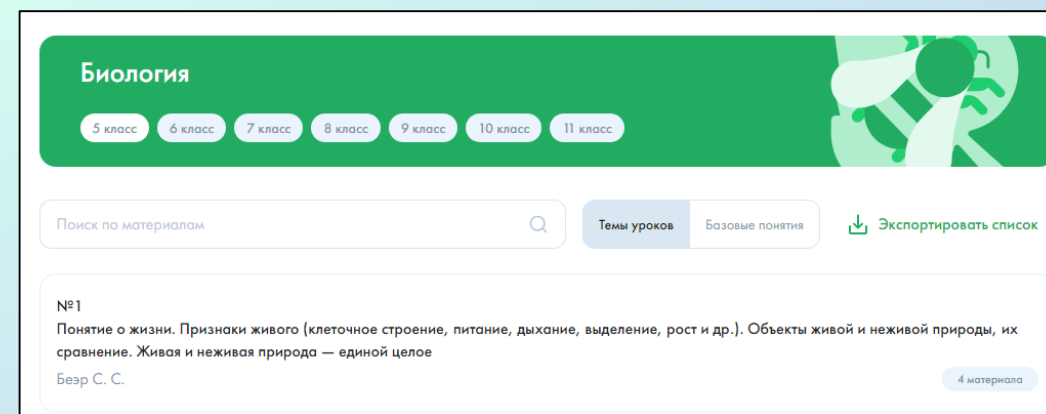 Биология
5 класс 6 класс 7 класс 8 класс 9 класс 10 класс 11 класс
Поиск по материалам Темы уроков Базовые понятия Экспортировать список
№1
Понятие о жизни. Признаки живого (клеточное строение, питание, дыхание, выделение, рост и др.). Объекты живой и неживой природы, их
сравнение. Живая и неживая природа — единой целое
Беэр С. С. 4 материала